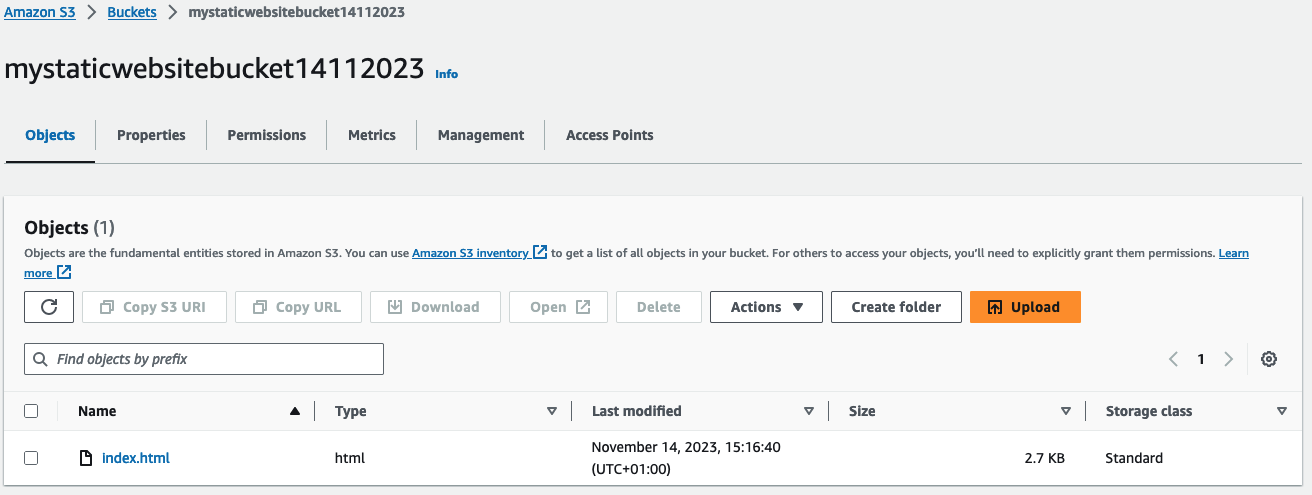 Amazon S3 > Buckets > mystaticwebsitebucket14112023
mystaticwebsitebucket14112023 Info
Objects Properties Permissions Metrics Management Access Points
Objects (1)
Objects are the fundamental entities stored in Amazon S3. You can use Amazon S3 inventory to get a list of all objects in your bucket. For others to access your objects, you'll need to explicitly grant them permissions. Learn
more
Copy S3 URI Copy URL Download Open Delete Actions Create folder Upload
Find objects by prefix 1
Name Type Last modified Size Storage class
index.html html November 14, 2023, 15:16:40 2.7 KB Standard
(UTC+01:00)